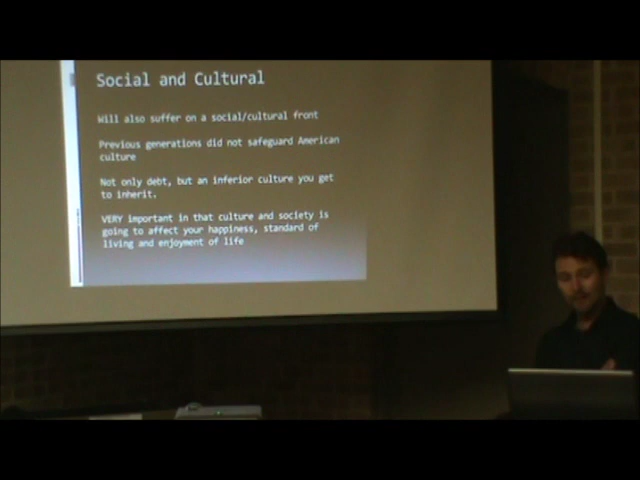 Social and Cultural
Will also suffer on a social/cultural front
Previous generations did not safeguard American
culture
Not only debt, but an inferior culture you get
to inherit.
VERY important in that culture and society is
going to affect your happiness, standard of
living and enjoyment of life